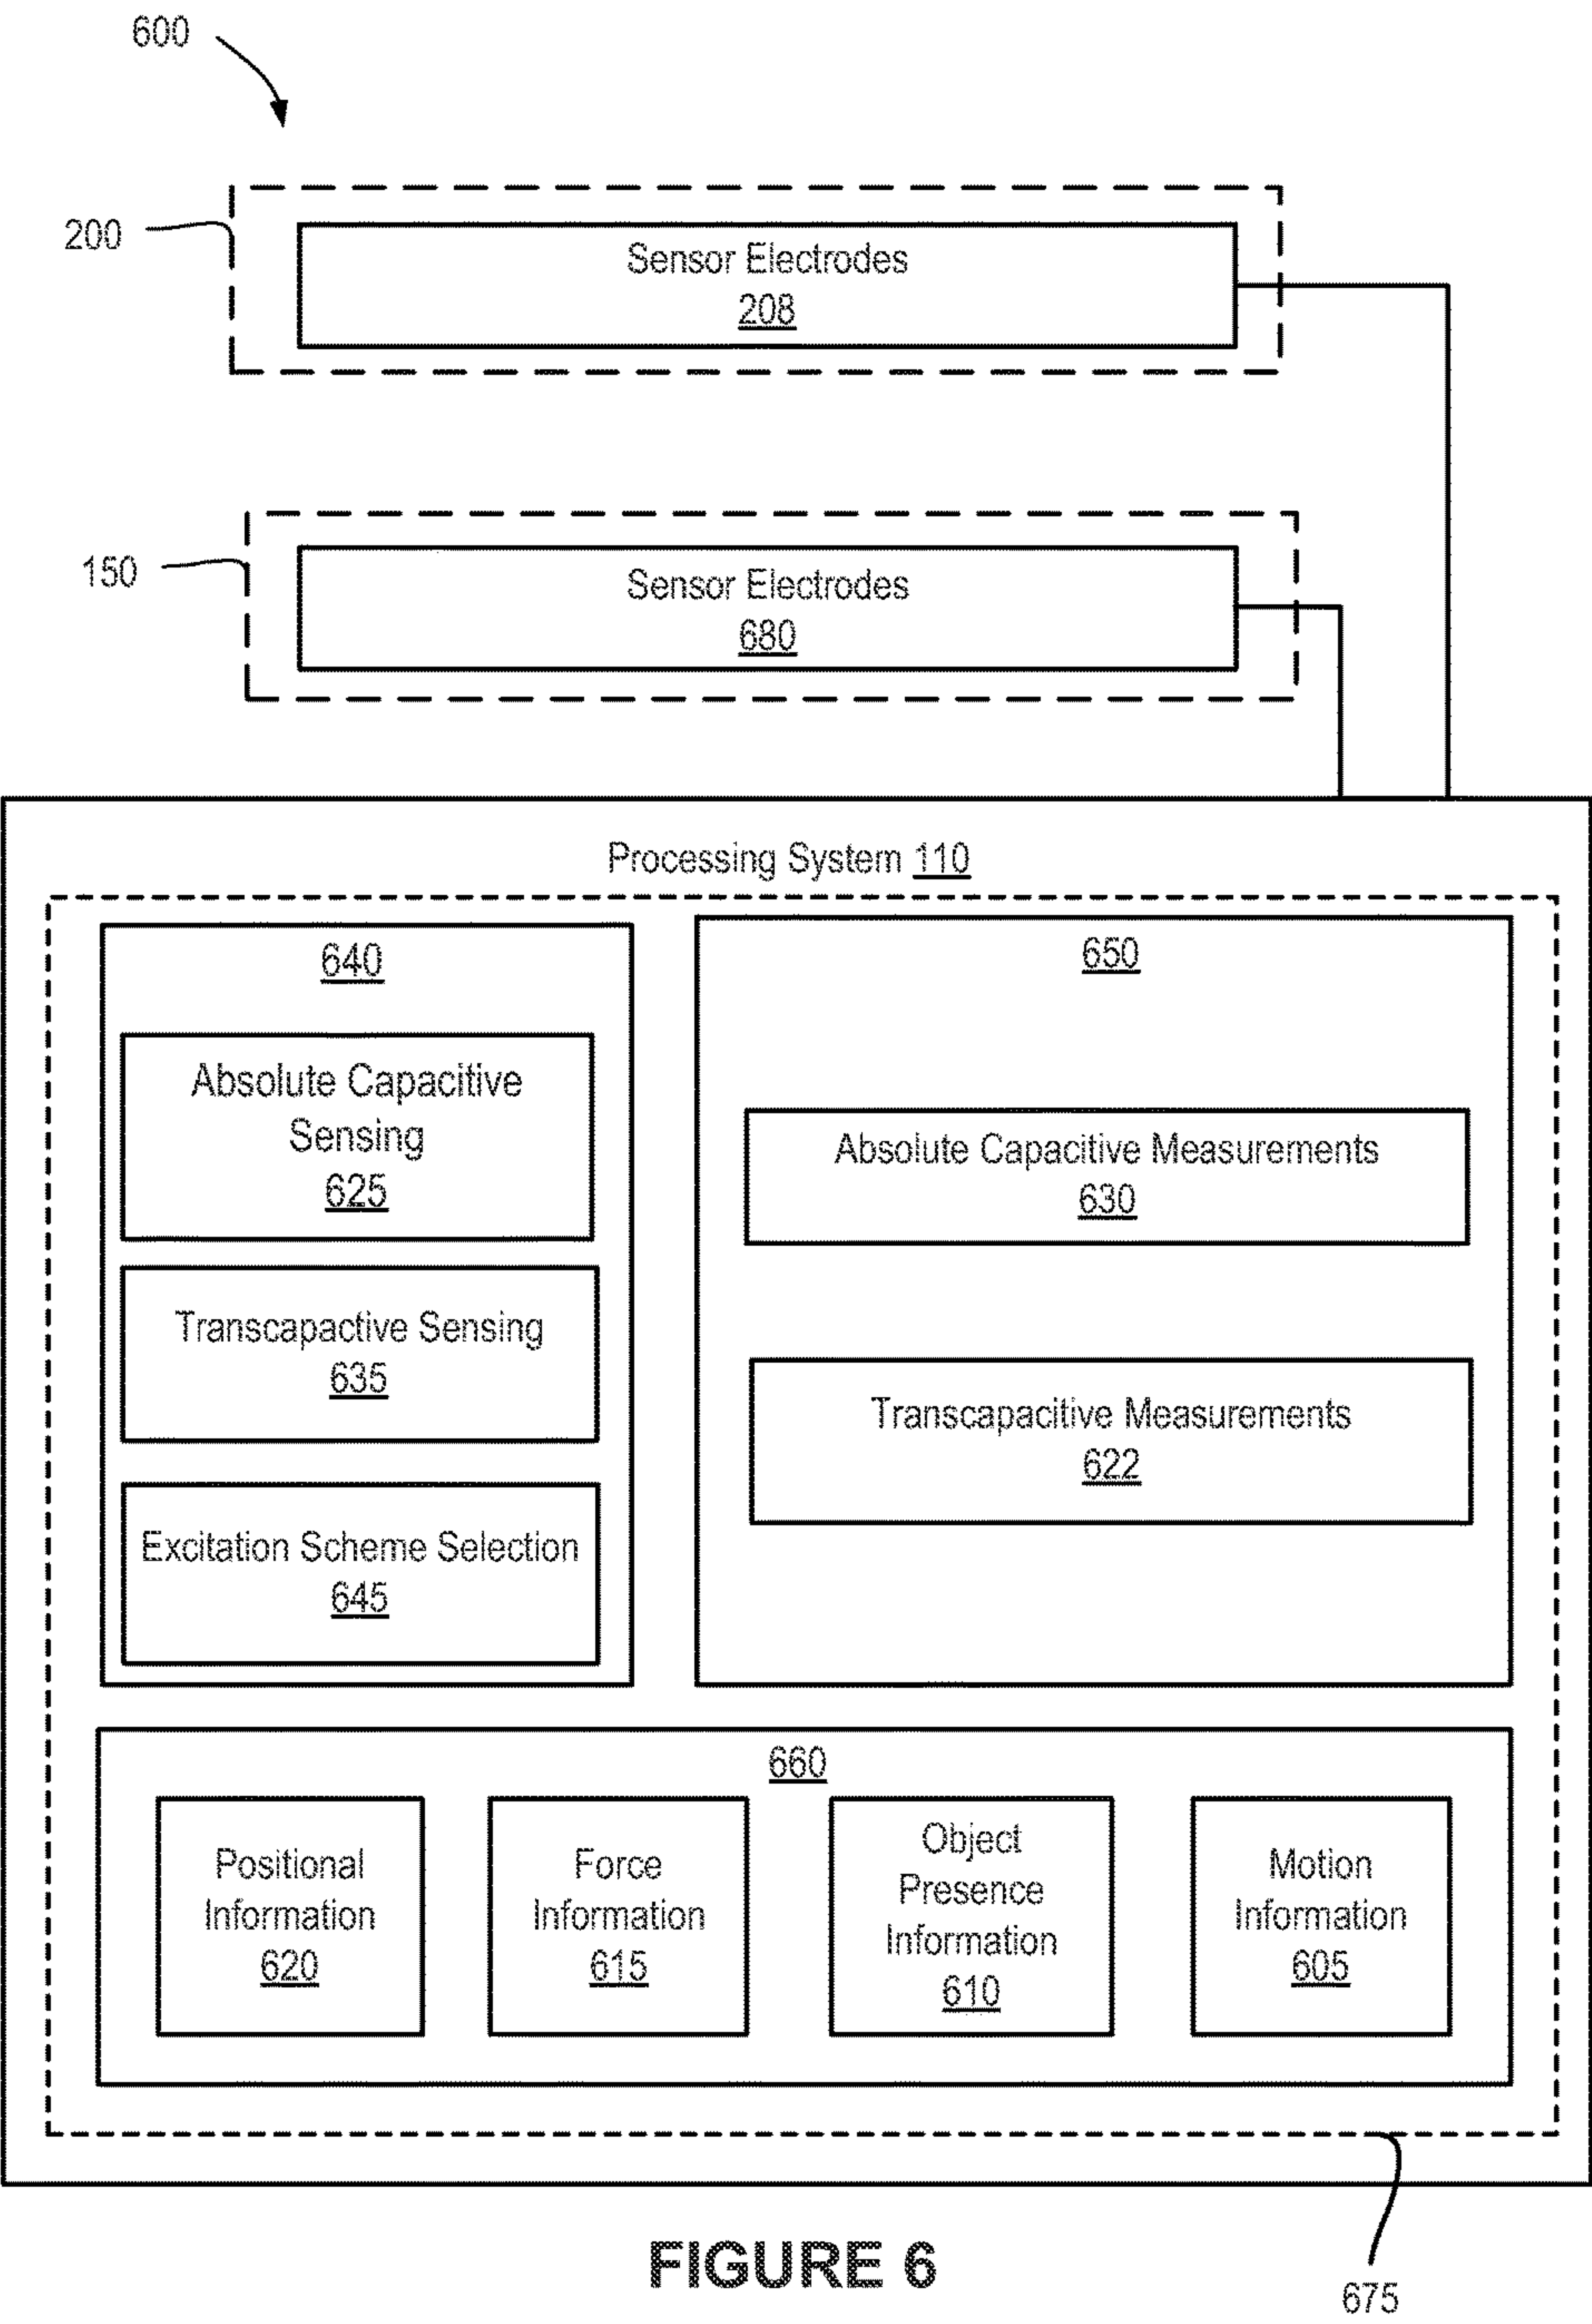 600
200
Sensor Electrodes
208
150
Sensor Electrodes
680
Processing System 110
640
Absolute Capacitive
Sensing
625
Transcapactive Sensing
635
Excitation Scheme Selection
645
650
Absolute Capacitive Measurements
630
Transcapacitive Measurements
622
660
Positional
Information
620
Force
Information
615
Object
Presence
Information
610
Motion
Information
605
FIGURE 6
675